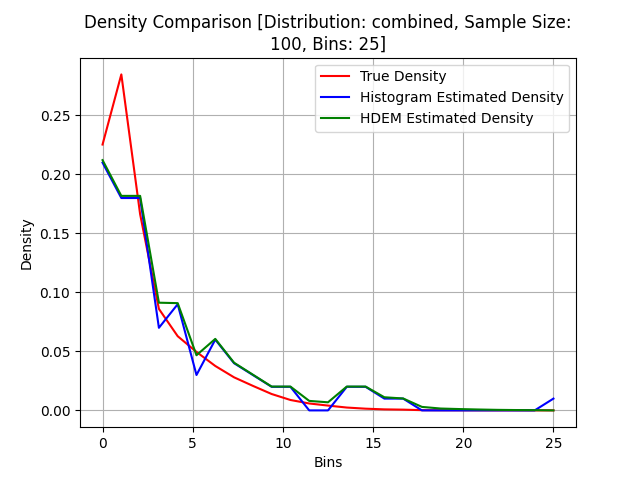 Density Comparison [Distribution: combined, Sample Size:
100, Bins: 25]
True Density
Histogram Estimated Density
HDEM Estimated Density
Density
0.25
0.20
0.15
0.10
0.05
0.00
0 5 10 15 20 25
Bins